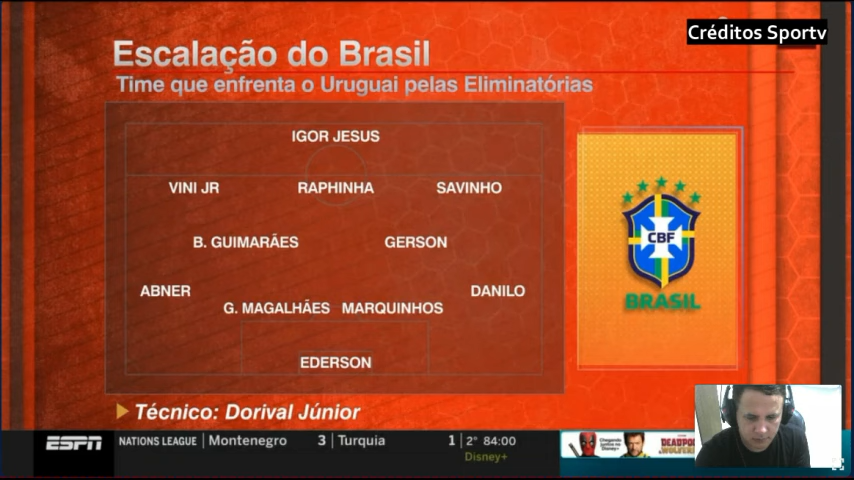 Créditos Sportv
Escalação do Brasil
Time que enfrenta o Uruguai pelas Eliminatórias
IGOR JESUS
VINI JR RAPHINHA SAVINHO
B. GUIMARÃES GERSON
ABNER DANILO
G. MAGALHÃES MARQUINHOS
EDERSON
CBF
BRASIL
Técnico: Dorival Júnior
ESPN NATIONS LEAGUE Montenegro 3 Turquia 1 2° 84:00
Disney+